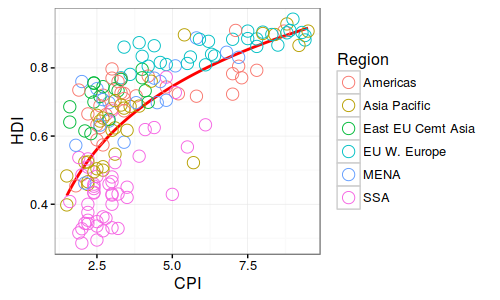 HDI
0.8
0.6
0.4
2.5 5.0 7.5
CPI
Region
Americas
Asia Pacific
East EU Cemt Asia
EU W. Europe
MENA
SSA